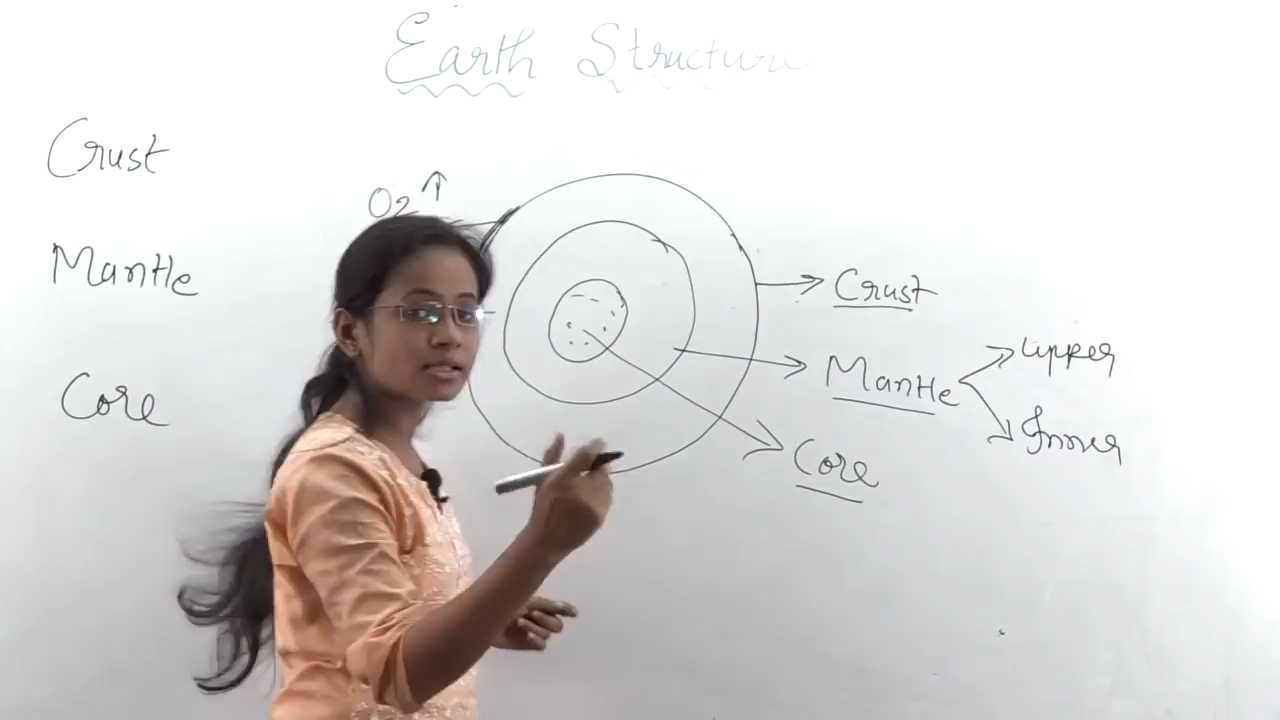 Earth Structure
Crust
Mantle
Core
O2 ↑
Crust
Mantle
Upper
Inner
Core